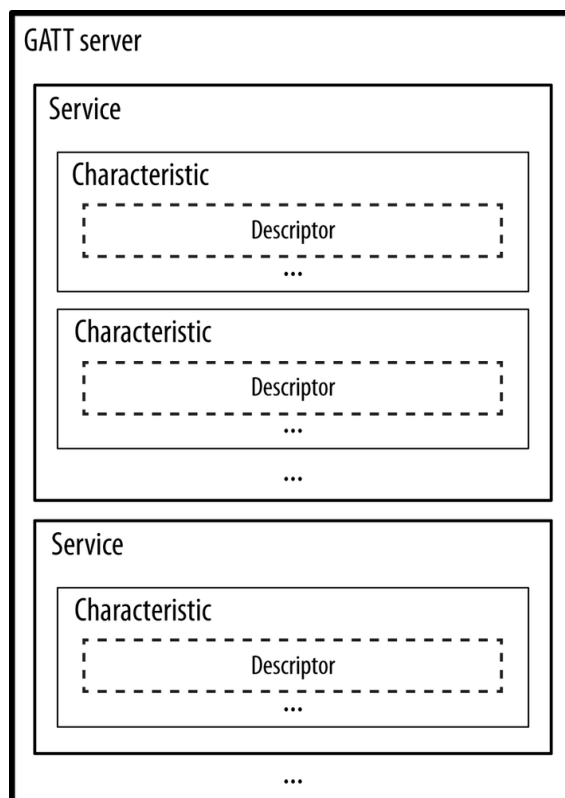 GATT server
Service
Characteristic
Descriptor
...
Characteristic
Descriptor
...
...
Service
Characteristic
Descriptor
...
...